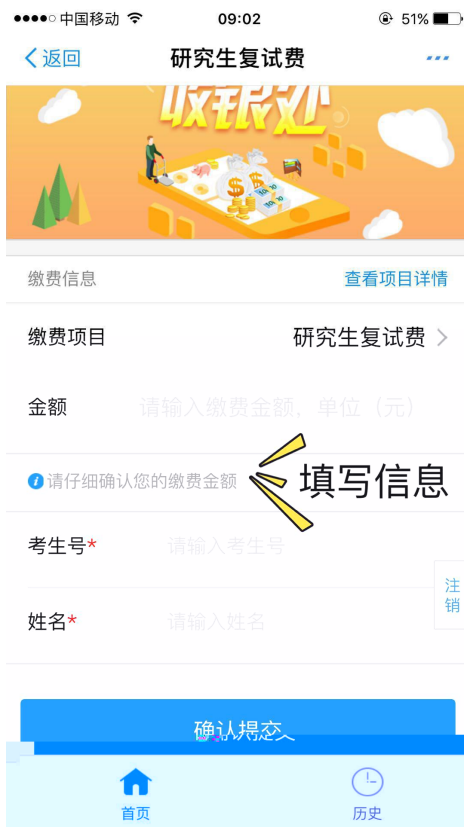 中国移动 09:02 51%
返回 研究生复试费
收银处
缴费信息 查看项目详情
缴费项目 研究生复试费
金额 请输入缴费金额，单位（元）
请仔细确认您的缴费金额
填写信息
考生号* 请输入考生号
注销
姓名* 请输入姓名
确认提交
首页 历史